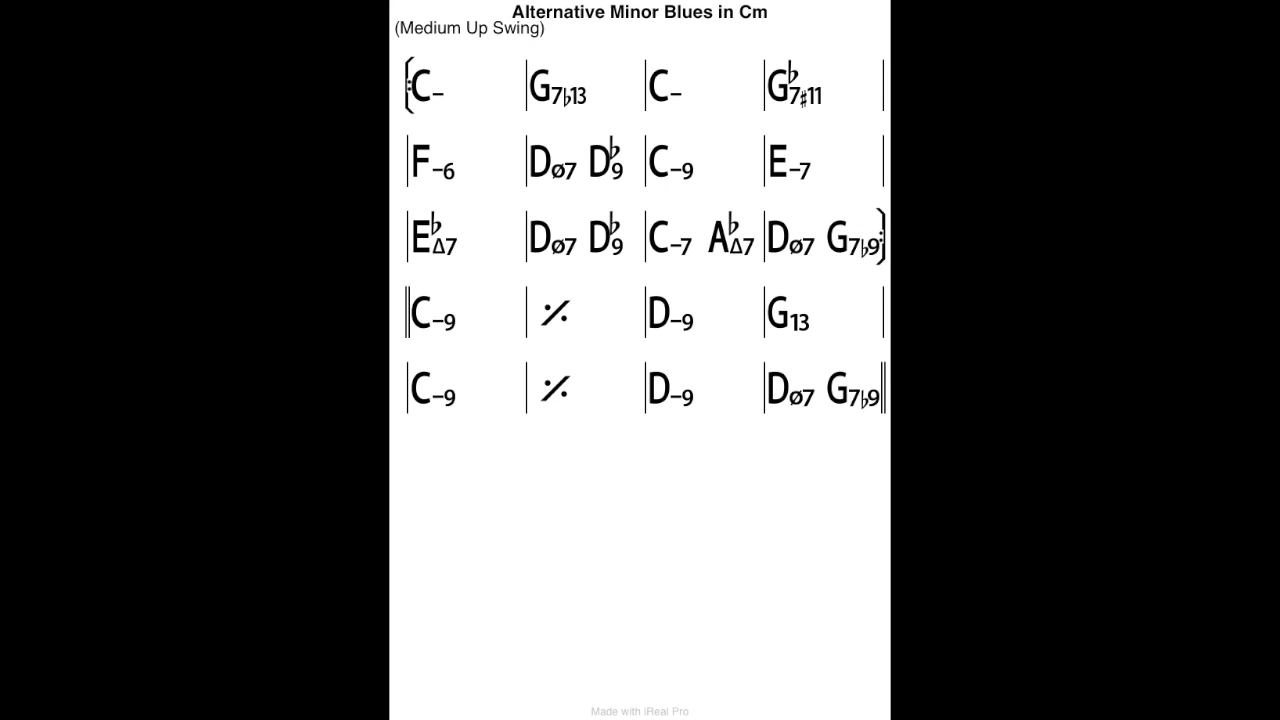 Alternative Minor Blues in Cm
(Medium Up Swing)
C– G7♭13 C– G♭7♯11
F–6 Dø7 D♭9 C–9 E–7
E♭Δ7 Dø7 D♭9 C–7 A♭Δ7 Dø7 G7♭9
C–9 𝄎 D–9 G13
C–9 𝄎 D–9 Dø7 G7♭9
Made with iReal Pro